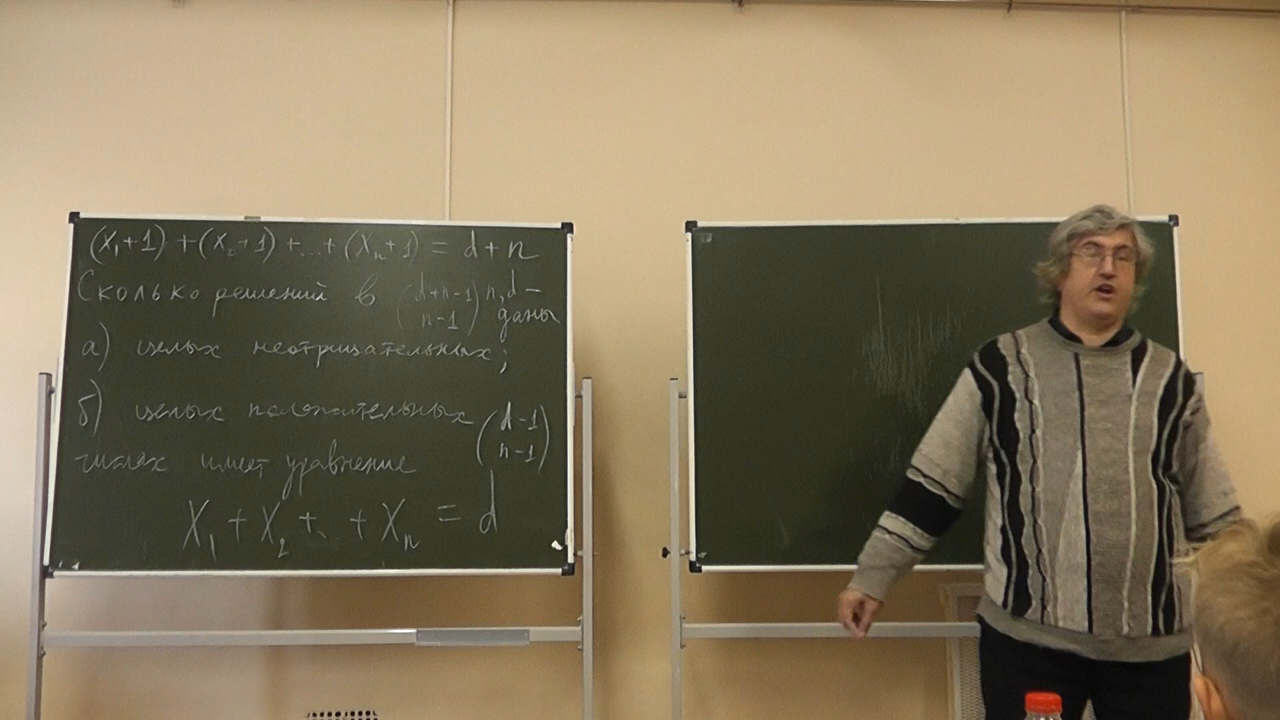 (X₁+1) + (X₂+1) + ... + (Xₙ+1) = d+n
Сколько решений в (d+n-1 n-1) n,d – даны
а) целых неотрицательных;
б) целых положительных (d-1 n-1)
числах имеет уравнение
X₁ + X₂ + ... + Xₙ = d